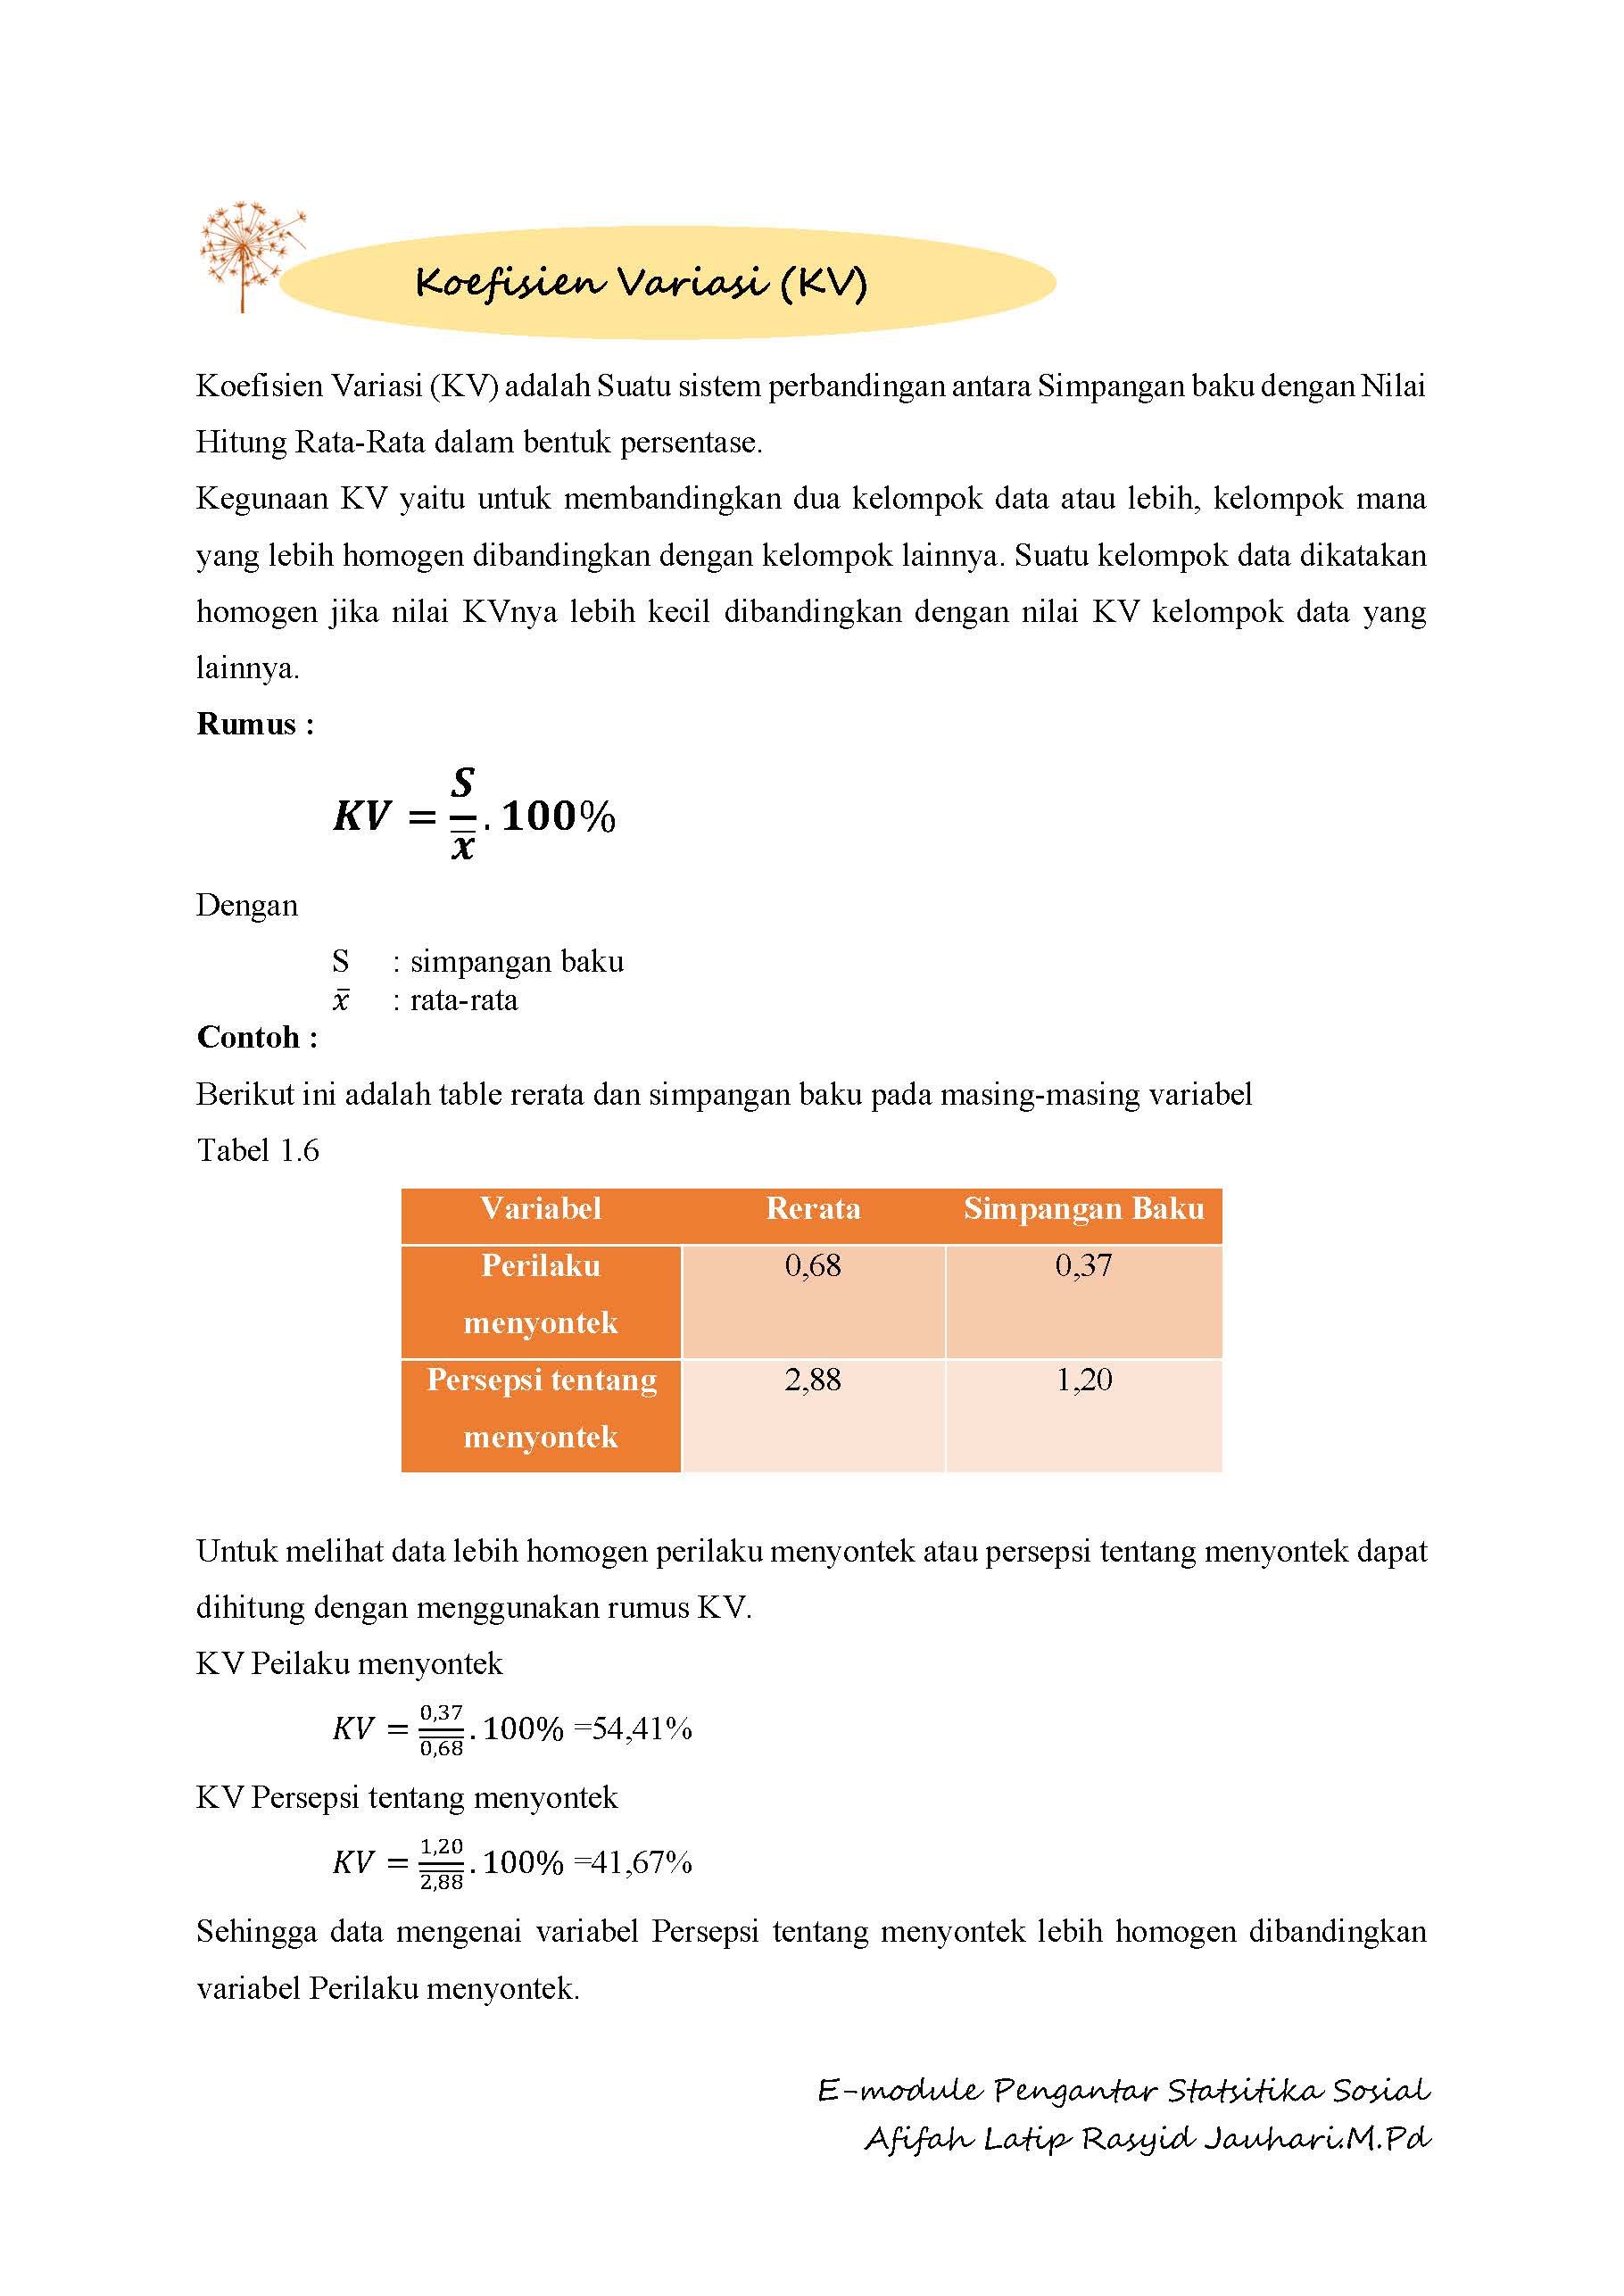 Koefisien Variasi (KV)
Koefisien Variasi (KV) adalah Suatu sistem perbandingan antara Simpangan baku dengan Nilai
Hitung Rata-Rata dalam bentuk persentase.
Kegunaan KV yaitu untuk membandingkan dua kelompok data atau lebih, kelompok mana
yang lebih homogen dibandingkan dengan kelompok lainnya. Suatu kelompok data dikatakan
homogen jika nilai KVnya lebih kecil dibandingkan dengan nilai KV kelompok data yang
lainnya.
Rumus :
KV = S/x̅ . 100%
Dengan
S : simpangan baku
x̅ : rata-rata
Contoh :
Berikut ini adalah table rerata dan simpangan baku pada masing-masing variabel
Tabel 1.6
Variabel Rerata Simpangan Baku
Perilaku 0,68 0,37
menyontek
Persepsi tentang 2,88 1,20
menyontek
Untuk melihat data lebih homogen perilaku menyontek atau persepsi tentang menyontek dapat
dihitung dengan menggunakan rumus KV.
KV Peilaku menyontek
KV = 0,37/0,68 . 100% =54,41%
KV Persepsi tentang menyontek
KV = 1,20/2,88 . 100% =41,67%
Sehingga data mengenai variabel Persepsi tentang menyontek lebih homogen dibandingkan
variabel Perilaku menyontek.
E-module Pengantar Statsitika Sosial
Afifah Latip Rasyid Jauhari.M.Pd